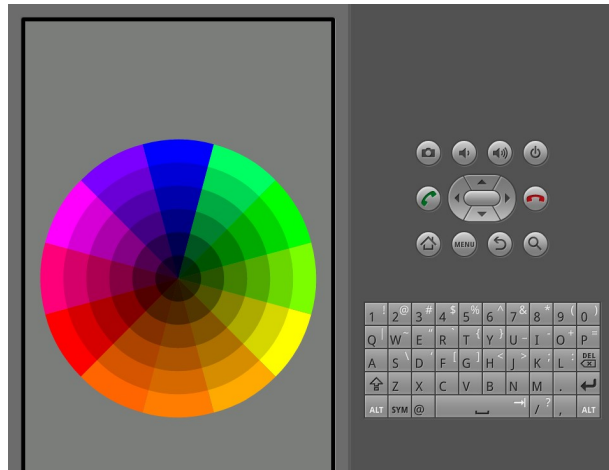 MENU
1 ! 2 @ 3 # 4 $ 5 % 6 ^ 7 & 8 * 9 ( 0 )
Q | W ~ E " R ` T { Y } U _ I - O + P =
A S \ D ' F [ G ] H < J > K ; L : DEL
Z X C V B N M .
ALT SYM @ / ? , ALT